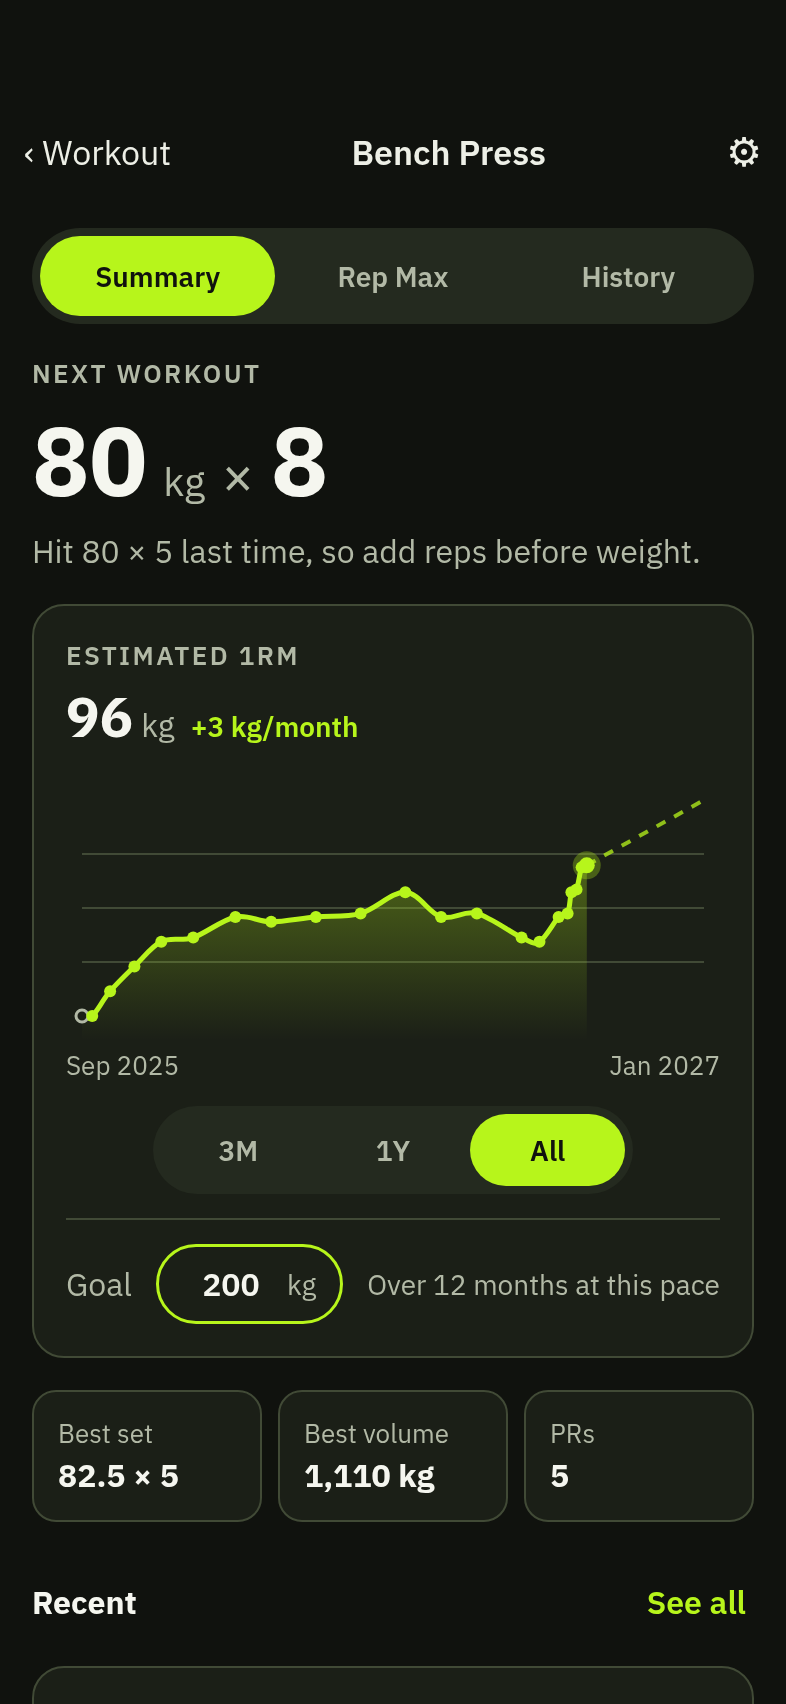 ‹ Workout
Bench Press
Summary
Rep Max
History
NEXT WORKOUT
80 kg × 8
Hit 80 × 5 last time, so add reps before weight.
ESTIMATED 1RM
96 kg +3 kg/month
Sep 2025
Jan 2027
3M
1Y
All
Goal
200 kg
Over 12 months at this pace
Best set
82.5 × 5
Best volume
1,110 kg
PRs
5
Recent
See all